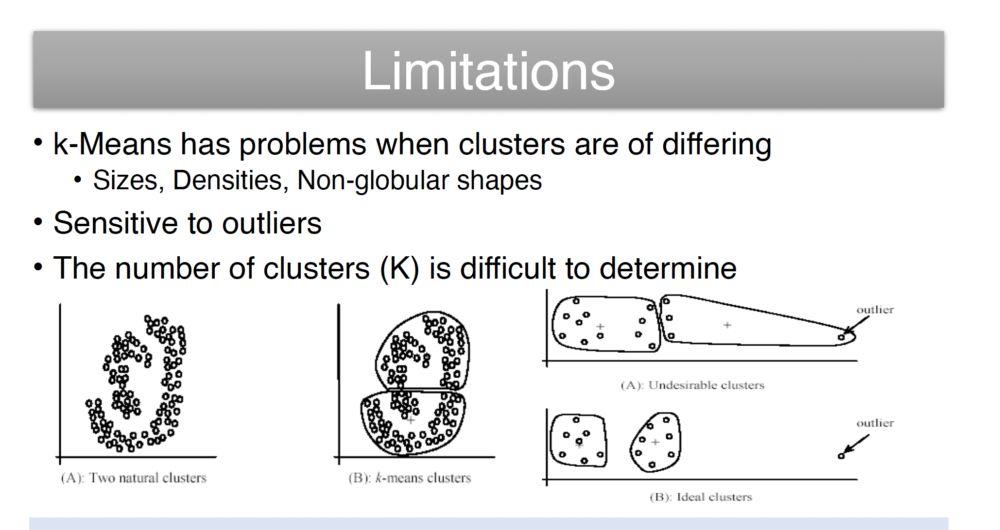 Limitations
• k-Means has problems when clusters are of differing
• Sizes, Densities, Non-globular shapes
• Sensitive to outliers
• The number of clusters (K) is difficult to determine
outlier
(A): Undesirable clusters
outlier
(A): Two natural clusters
(B): k-means clusters
(B): Ideal clusters